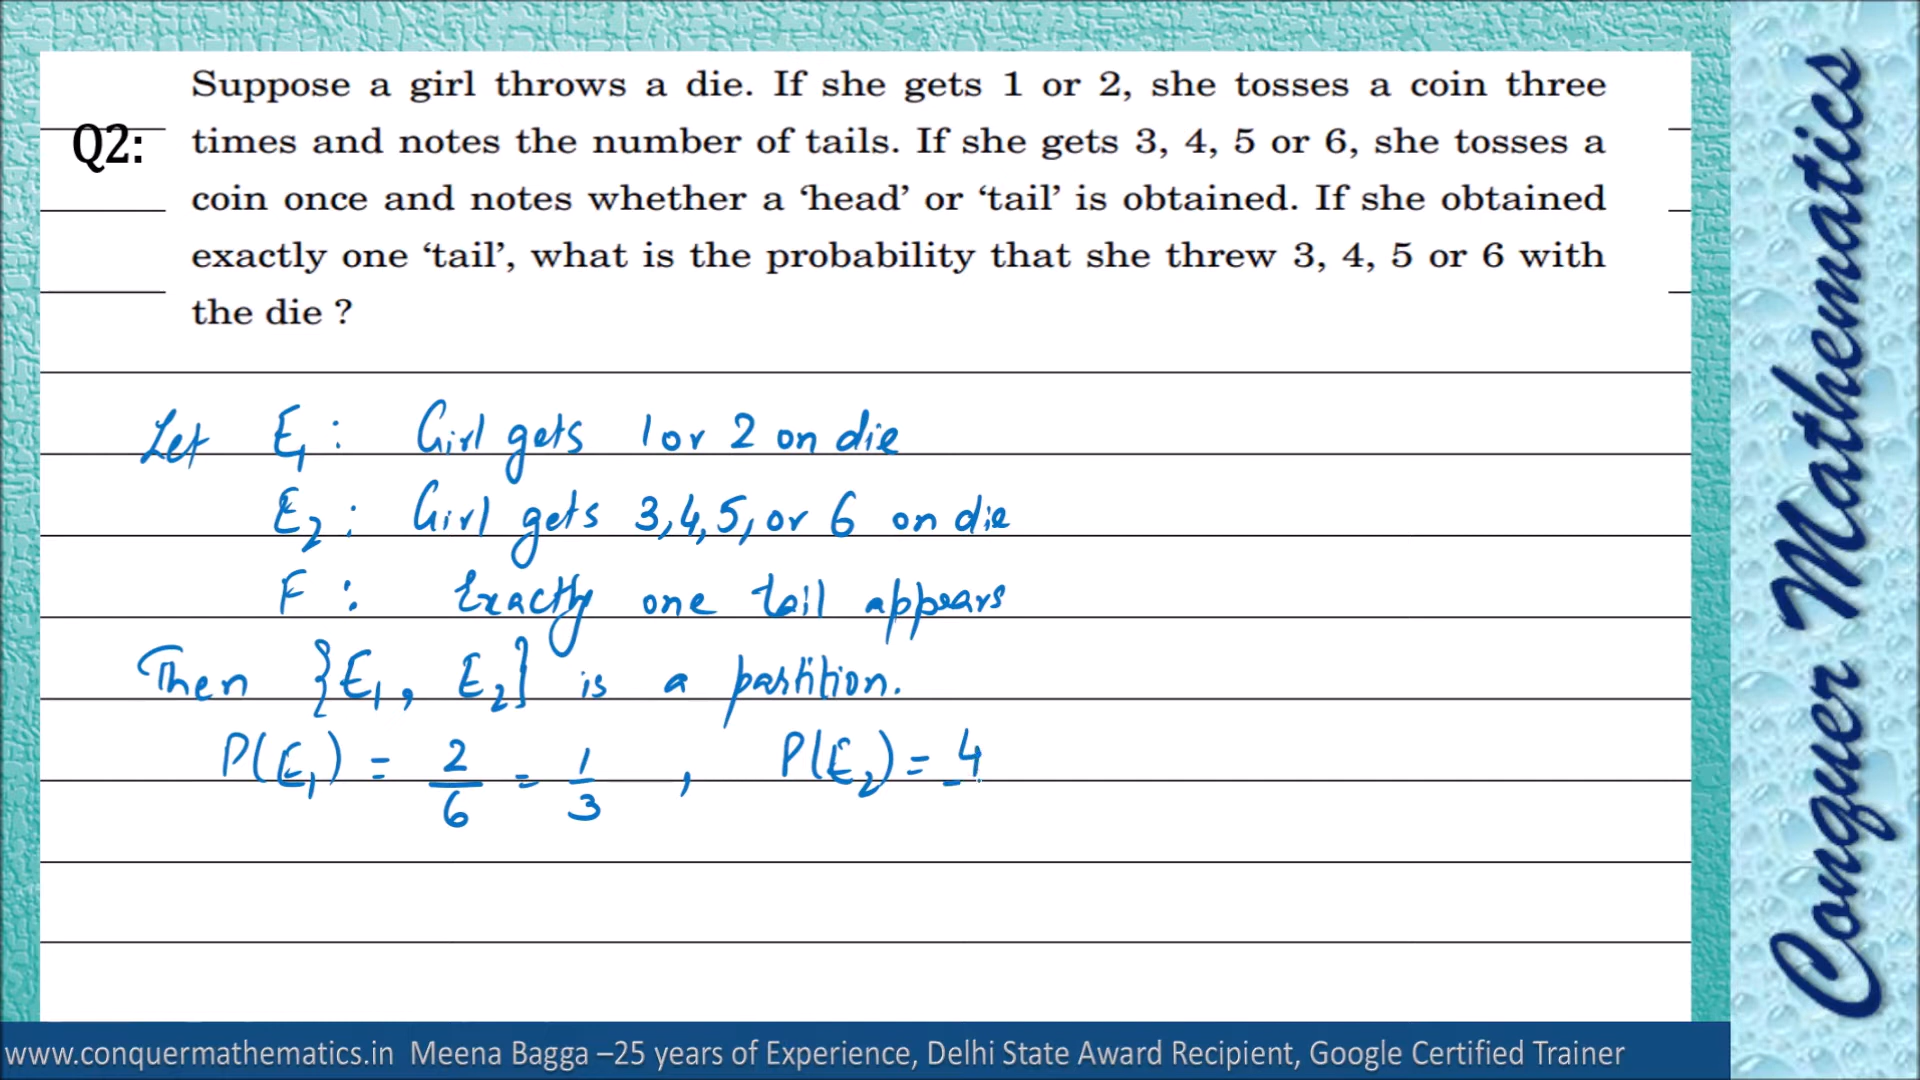 Suppose a girl throws a die. If she gets 1 or 2, she tosses a coin three
Q2: times and notes the number of tails. If she gets 3, 4, 5 or 6, she tosses a
coin once and notes whether a ‘head’ or ‘tail’ is obtained. If she obtained
exactly one ‘tail’, what is the probability that she threw 3, 4, 5 or 6 with
the die ?
Let E₁ : Girl gets 1 or 2 on die
E₂ : Girl gets 3,4,5, or 6 on die
F : Exactly one tail appears
Then {E₁, E₂} is a partition.
P(E₁) = 2/6 = 1/3 , P(E₂) = 4
www.conquermathematics.in Meena Bagga –25 years of Experience, Delhi State Award Recipient, Google Certified Trainer
Conquer Mathematics